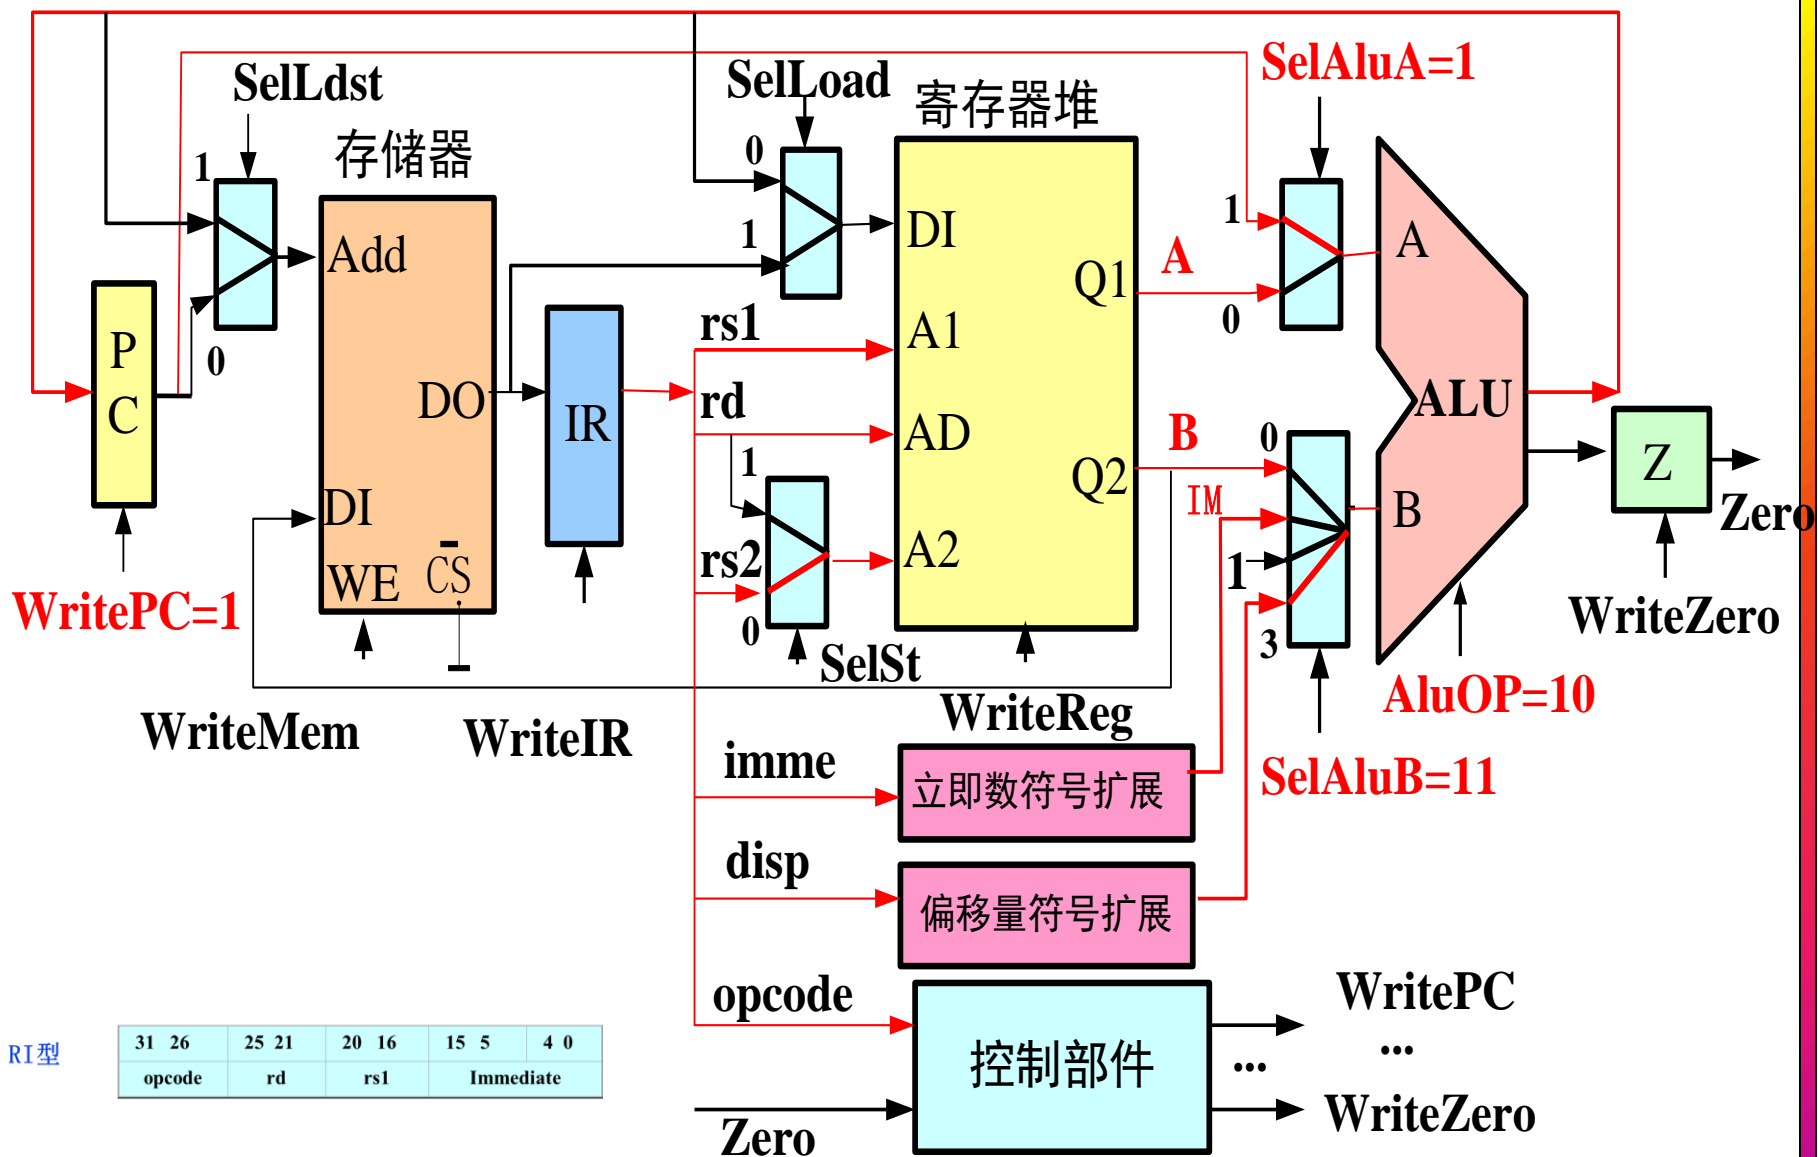 SelLdst
存储器
SelLoad
寄存器堆
SelAluA=1
1
0
0
1
1
0
P
C
Add
DO
DI
WE
CS
IR
rs1
rd
1
rs2
0
DI
A1
AD
A2
Q1
Q2
A
B
IM
0
1
3
A
B
ALU
Z
Zero
WritePC=1
WriteMem
WriteIR
SelSt
WriteReg
AluOP=10
SelAluB=11
WriteZero
imme
立即数符号扩展
disp
偏移量符号扩展
opcode
控制部件
WritePC
...
...
WriteZero
Zero
RI型
31 26 25 21 20 16 15 5 4 0
opcode rd rs1 Immediate